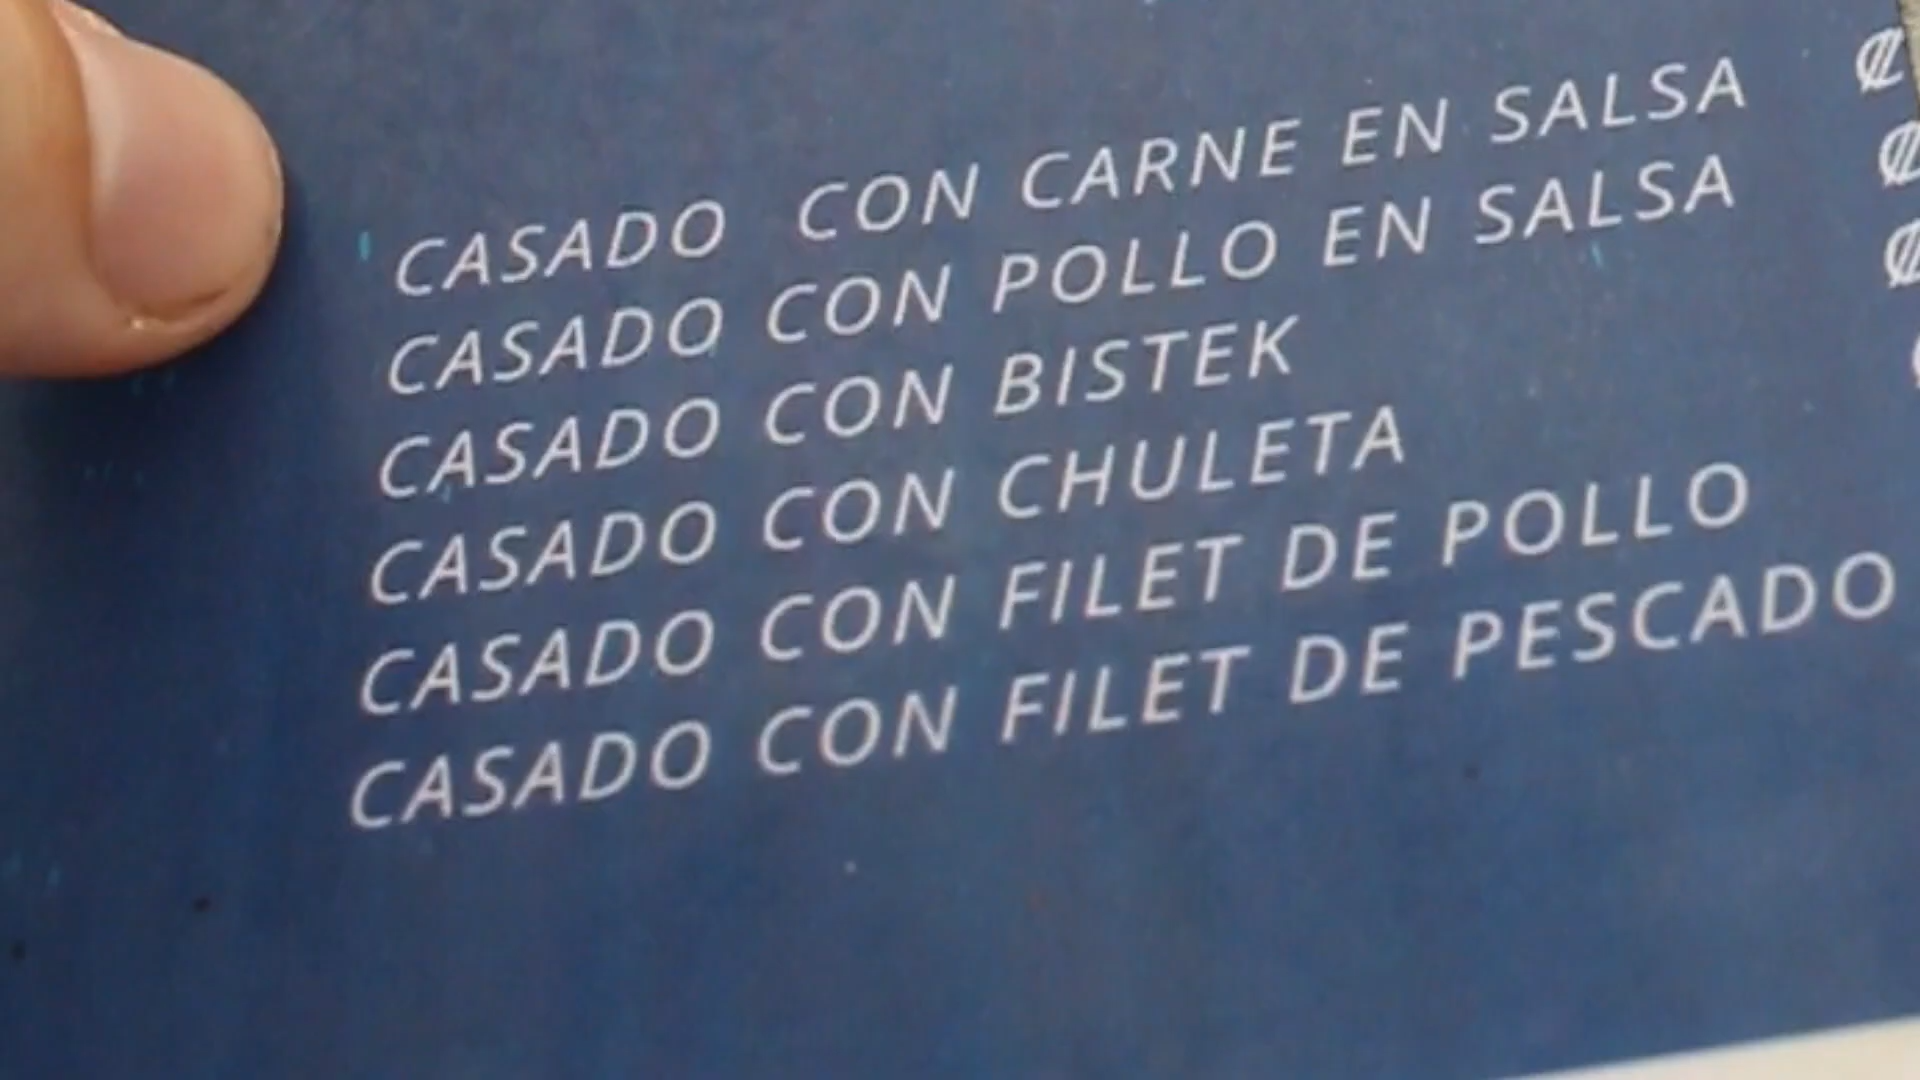 CASADO CON CARNE EN SALSA ₡
CASADO CON POLLO EN SALSA ₡
CASADO CON BISTEK ₡
CASADO CON CHULETA
CASADO CON FILET DE POLLO
CASADO CON FILET DE PESCADO